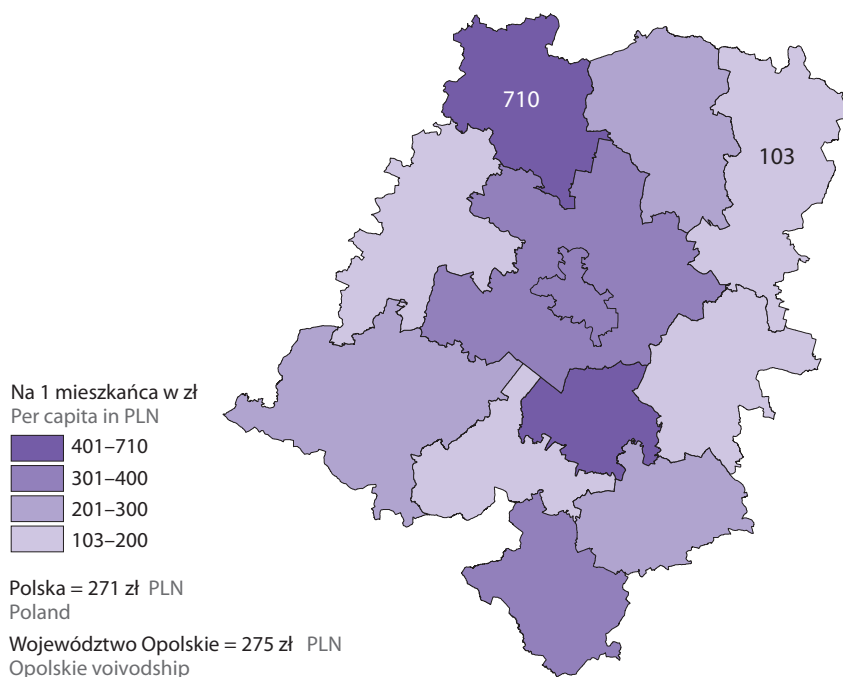 710
103
Na 1 mieszkańca w zł
Per capita in PLN
401–710
301–400
201–300
103–200
Polska = 271 zł PLN
Poland
Województwo Opolskie = 275 zł PLN
Opolskie voivodship